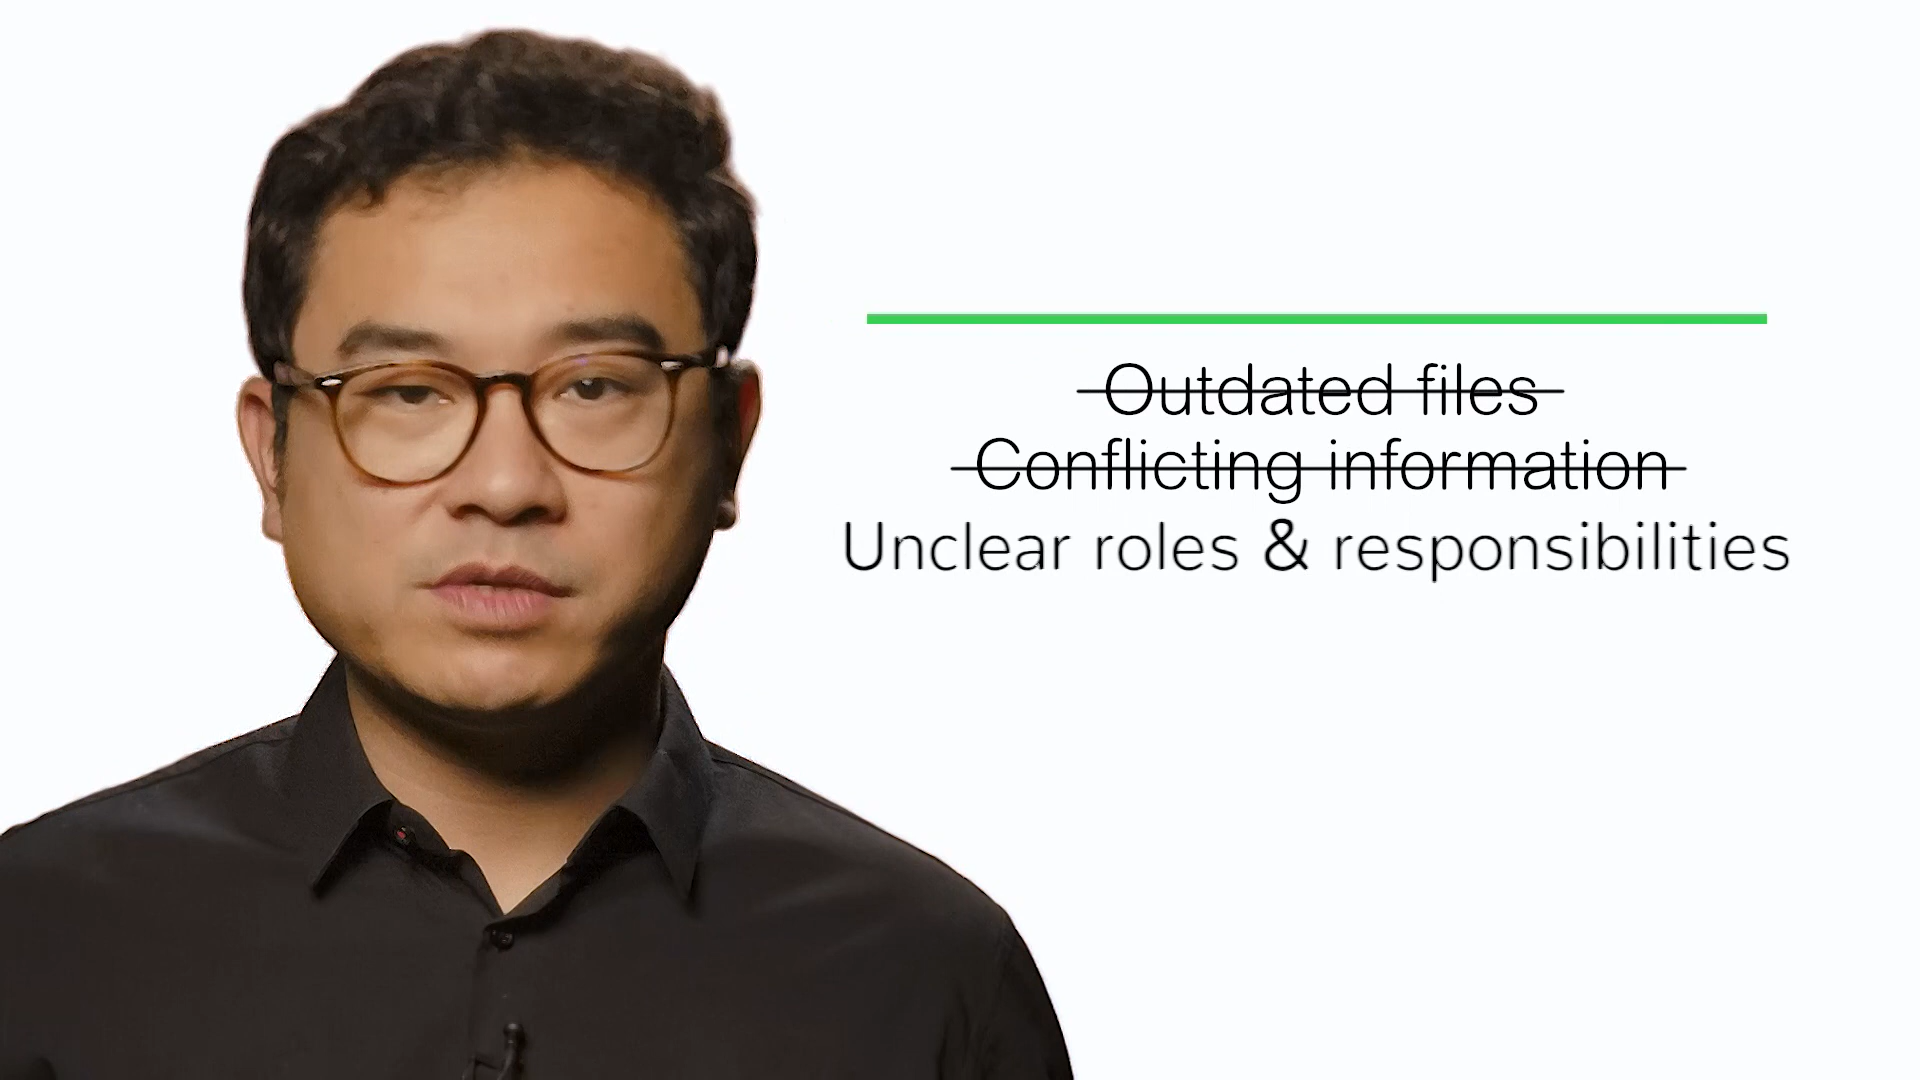 Outdated files
Conflicting information
Unclear roles & responsibilities